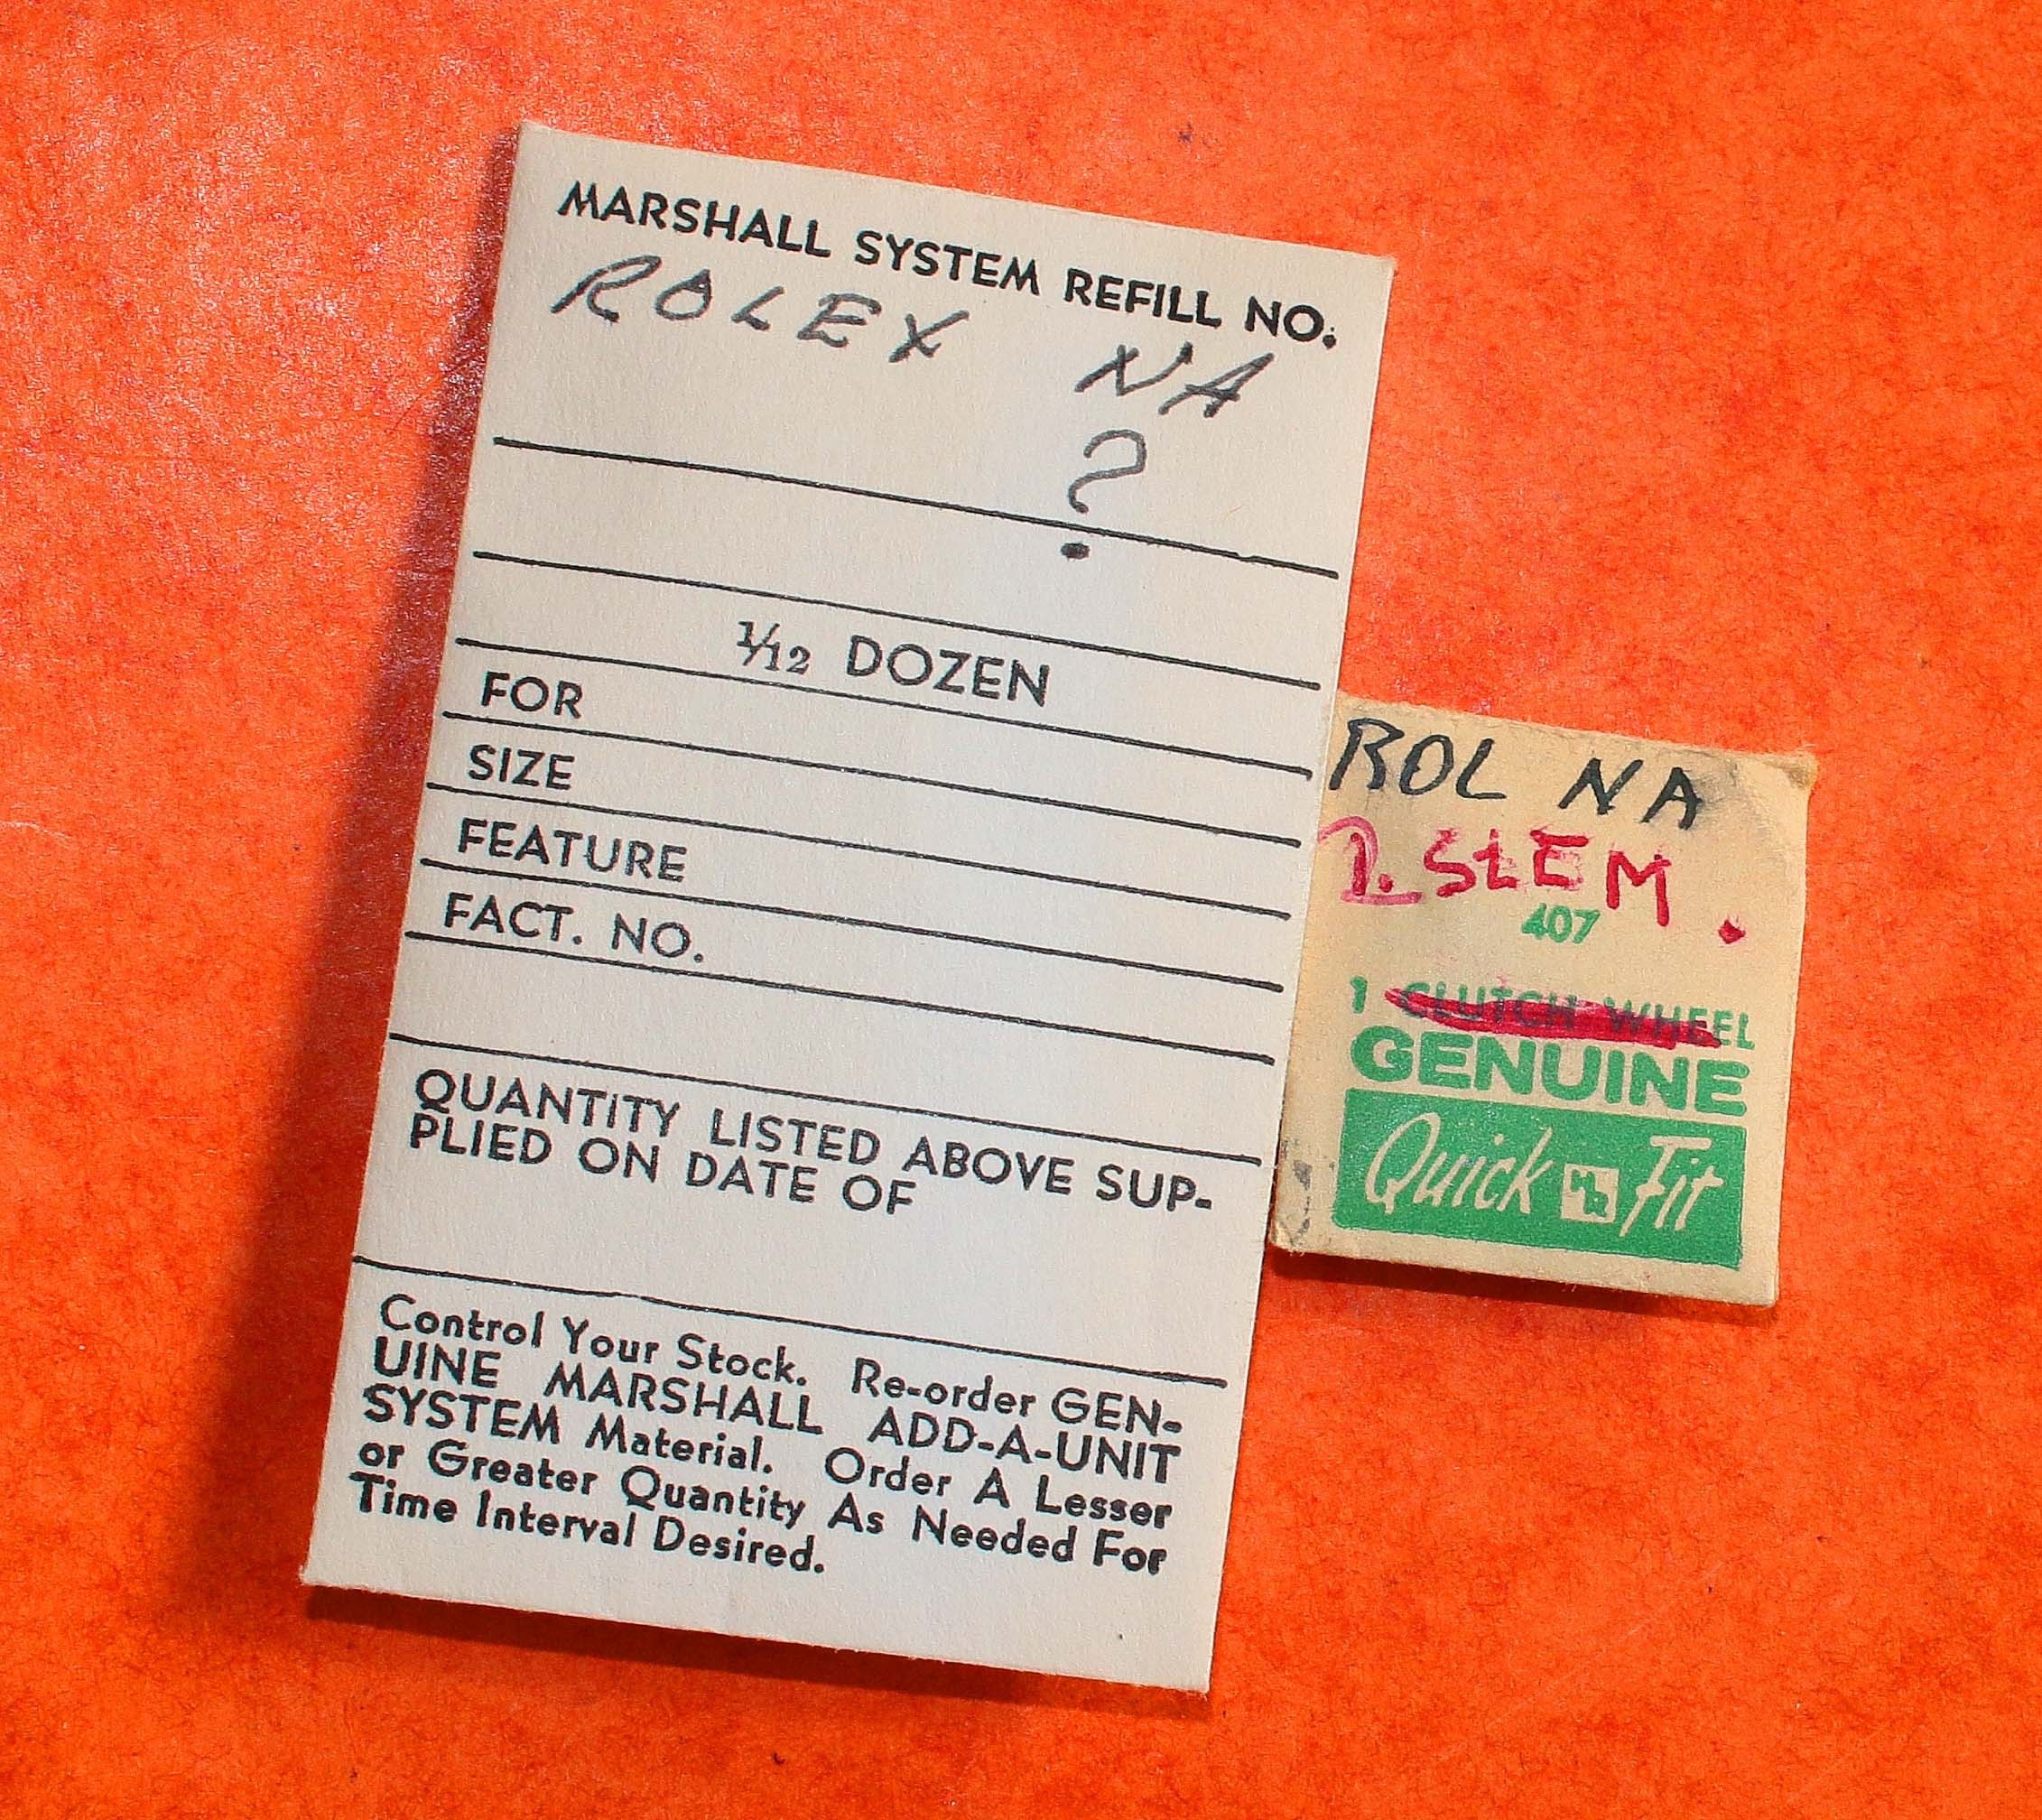 MARSHALL SYSTEM REFILL NO.
ROLEX NA
?
1/12 DOZEN
FOR
SIZE
FEATURE
FACT. NO.
QUANTITY LISTED ABOVE SUP-
PLIED ON DATE OF
Control Your Stock. Re-order GEN-
UINE MARSHALL ADD-A-UNIT
SYSTEM Material. Order A Lesser
or Greater Quantity As Needed For
Time Interval Desired.
ROL NA
1. StEM.
407
1 CLUTCH WHEEL
GENUINE
Quick HR Fit